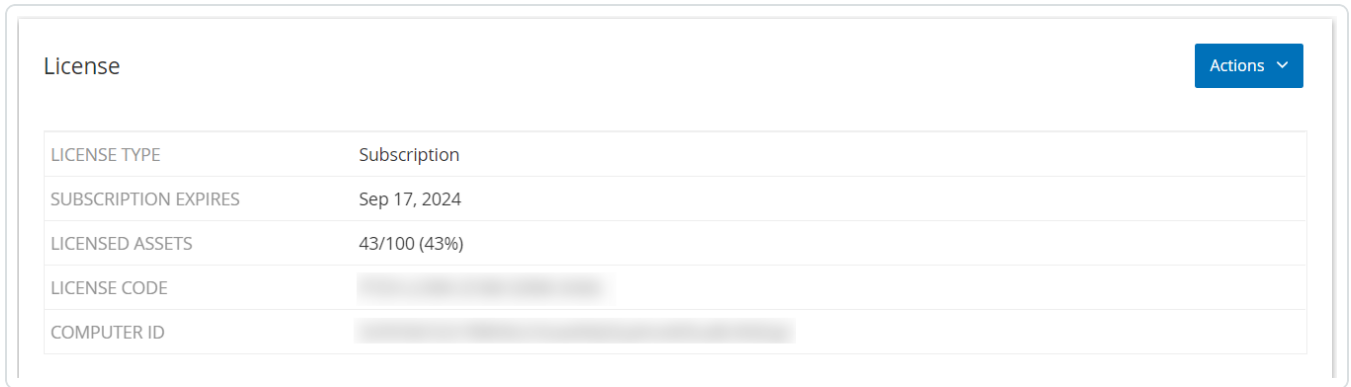 License
Actions
LICENSE TYPE Subscription
SUBSCRIPTION EXPIRES Sep 17, 2024
LICENSED ASSETS 43/100 (43%)
LICENSE CODE
COMPUTER ID